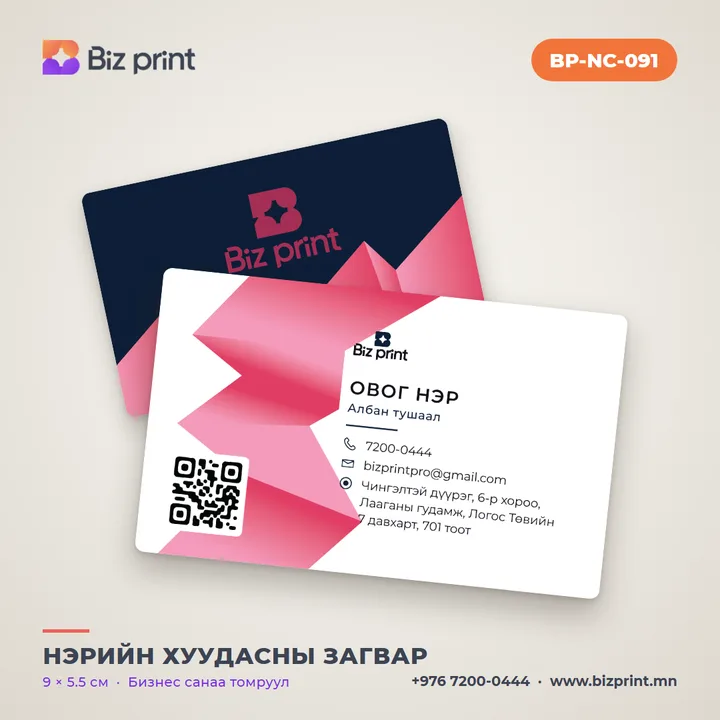 Biz print
BP-NC-091
Biz print
Biz print
ОВОГ НЭР
Албан тушаал
7200-0444
bizprintpro@gmail.com
Чингэлтэй дүүрэг, 6-р хороо,
Лааганы гудамж, Логос Төвийн
7 давхарт, 701 тоот
НЭРИЙН ХУУДАСНЫ ЗАГВАР
9 × 5.5 см · Бизнес санаа томруул
+976 7200-0444 · www.bizprint.mn